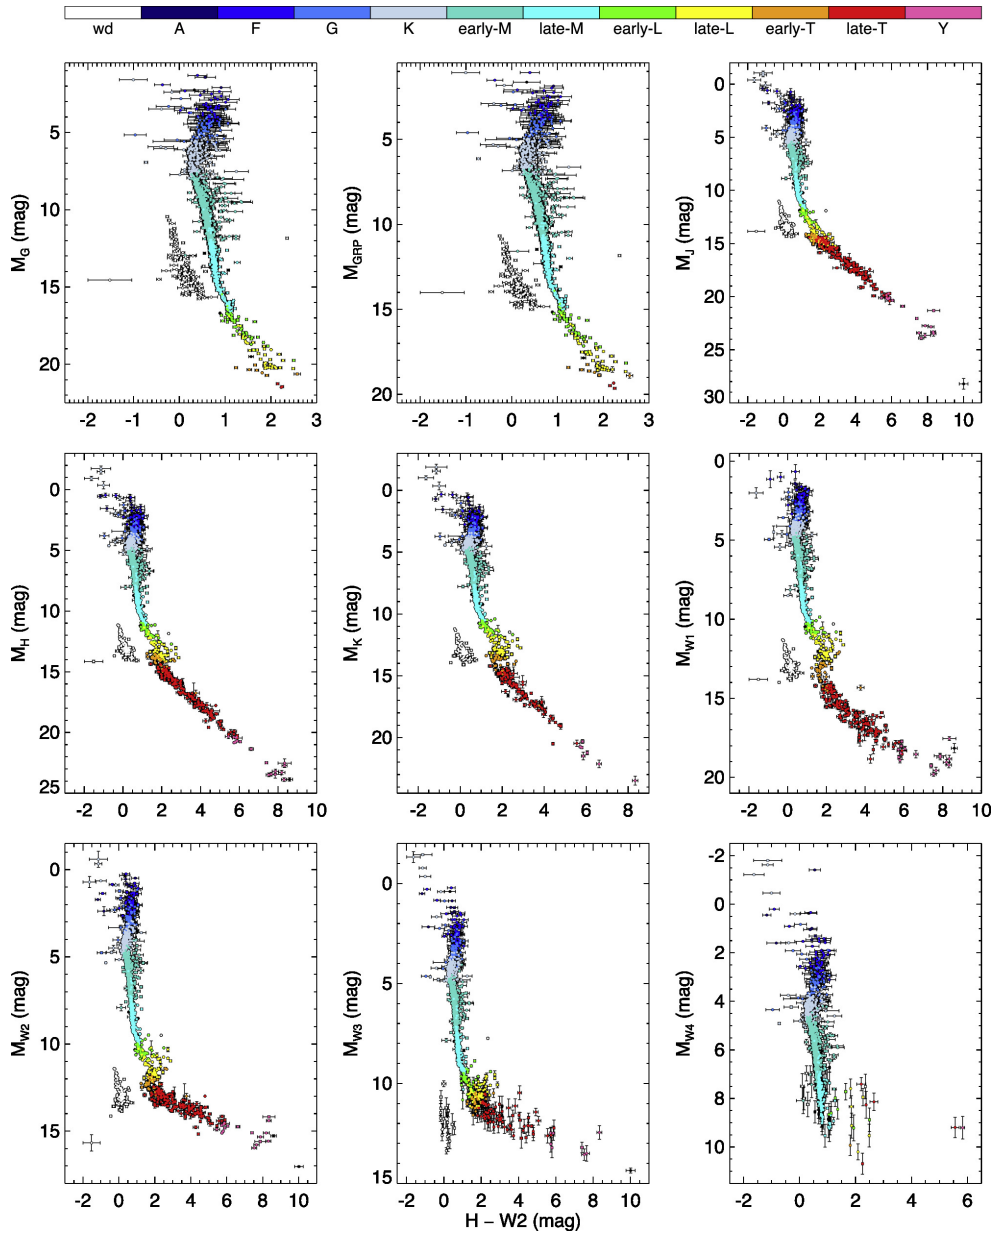 wd A F G K early-M late-M early-L late-L early-T late-T Y
M_G (mag)
5
10
15
20
-2 -1 0 1 2 3
M_GRP (mag)
5
10
15
20
-2 -1 0 1 2 3
M_J (mag)
0
5
10
15
20
25
30
-2 0 2 4 6 8 10
M_H (mag)
0
5
10
15
20
25
-2 0 2 4 6 8 10
M_K (mag)
0
5
10
15
20
-2 0 2 4 6 8
M_W1 (mag)
0
5
10
15
20
-2 0 2 4 6 8 10
M_W2 (mag)
0
5
10
15
-2 0 2 4 6 8 10
M_W3 (mag)
0
5
10
15
-2 0 2 4 6 8 10
M_W4 (mag)
-2
0
2
4
6
8
10
-2 0 2 4 6
H − W2 (mag)